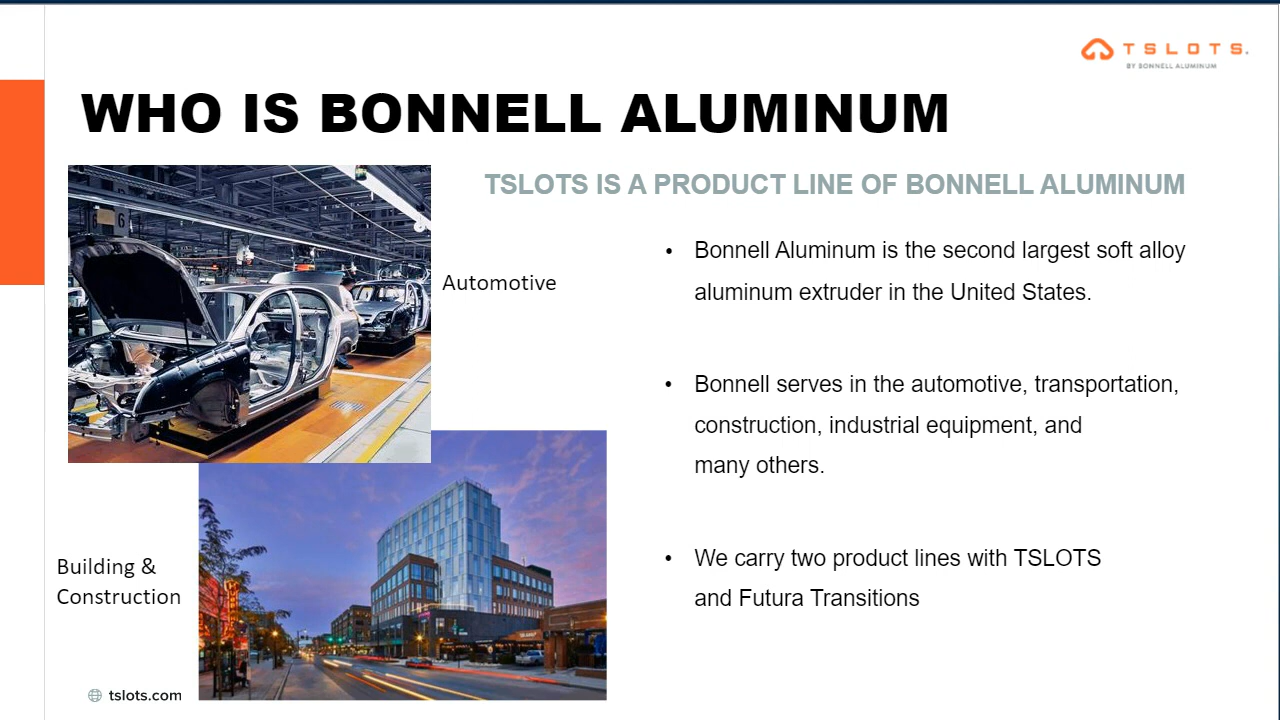 TSLOTS.
BY BONNELL ALUMINUM
WHO IS BONNELL ALUMINUM
TSLOTS IS A PRODUCT LINE OF BONNELL ALUMINUM
6
Automotive
• Bonnell Aluminum is the second largest soft alloy
aluminum extruder in the United States.
• Bonnell serves in the automotive, transportation,
construction, industrial equipment, and
many others.
• We carry two product lines with TSLOTS
and Futura Transitions
Building &
Construction
tslots.com